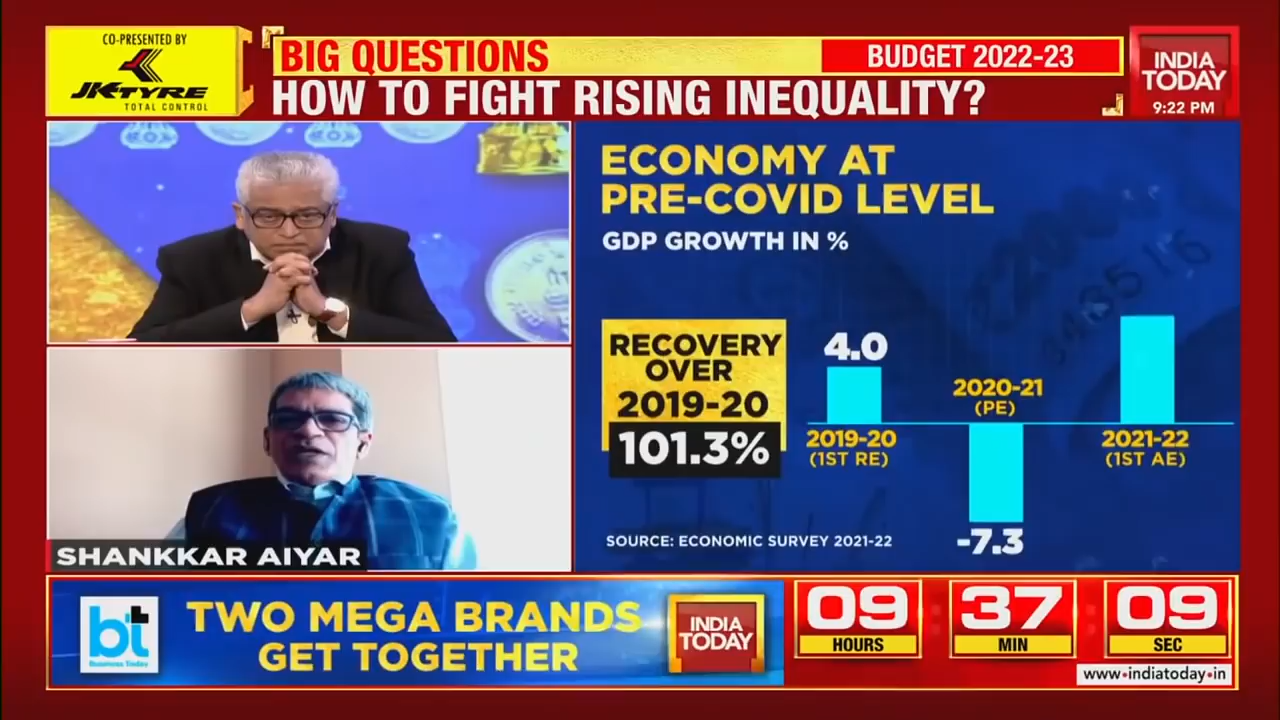 CO-PRESENTED BY
JK TYRE
TOTAL CONTROL
BIG QUESTIONS
BUDGET 2022-23
HOW TO FIGHT RISING INEQUALITY?
INDIA
TODAY
9:22 PM
ECONOMY AT
PRE-COVID LEVEL
GDP GROWTH IN %
RECOVERY
OVER
2019-20
101.3%
4.0
2019-20
(1ST RE)
2020-21
(PE)
-7.3
2021-22
(1ST AE)
SOURCE: ECONOMIC SURVEY 2021-22
SHANKKAR AIYAR
bt
Business Today
TWO MEGA BRANDS
GET TOGETHER
INDIA
TODAY
09
HOURS
37
MIN
09
SEC
www.indiatoday.in